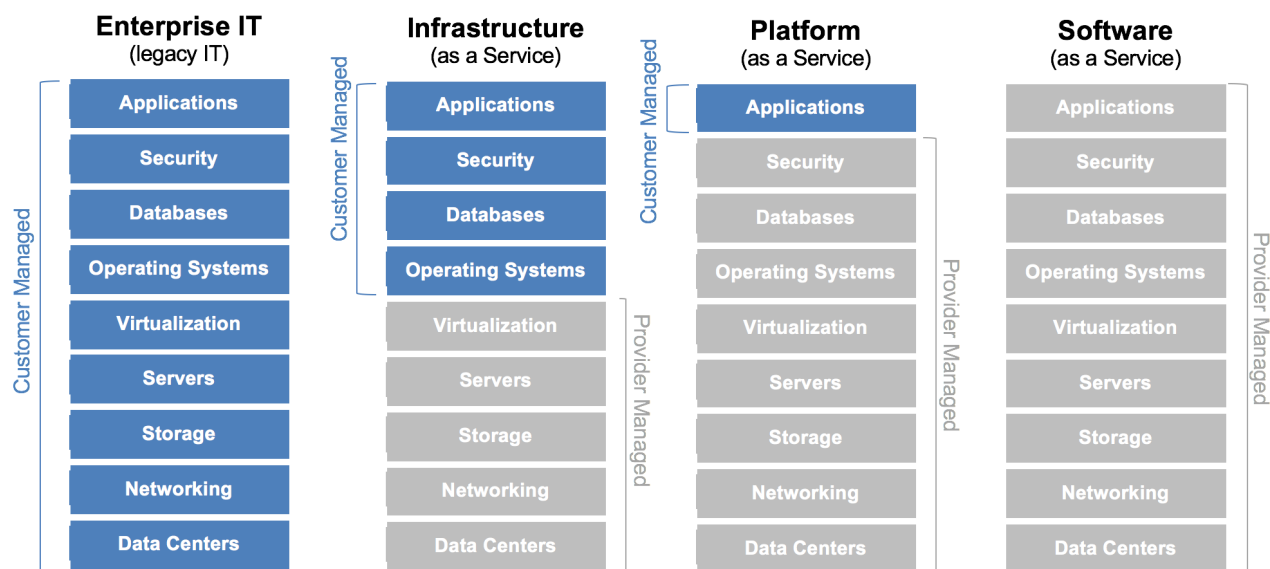 Enterprise IT
(legacy IT)
Customer Managed
Applications
Security
Databases
Operating Systems
Virtualization
Servers
Storage
Networking
Data Centers
Infrastructure
(as a Service)
Customer Managed
Applications
Security
Databases
Operating Systems
Virtualization
Servers
Storage
Networking
Data Centers
Provider Managed
Platform
(as a Service)
Customer Managed
Applications
Security
Databases
Operating Systems
Virtualization
Servers
Storage
Networking
Data Centers
Provider Managed
Software
(as a Service)
Applications
Security
Databases
Operating Systems
Virtualization
Servers
Storage
Networking
Data Centers
Provider Managed